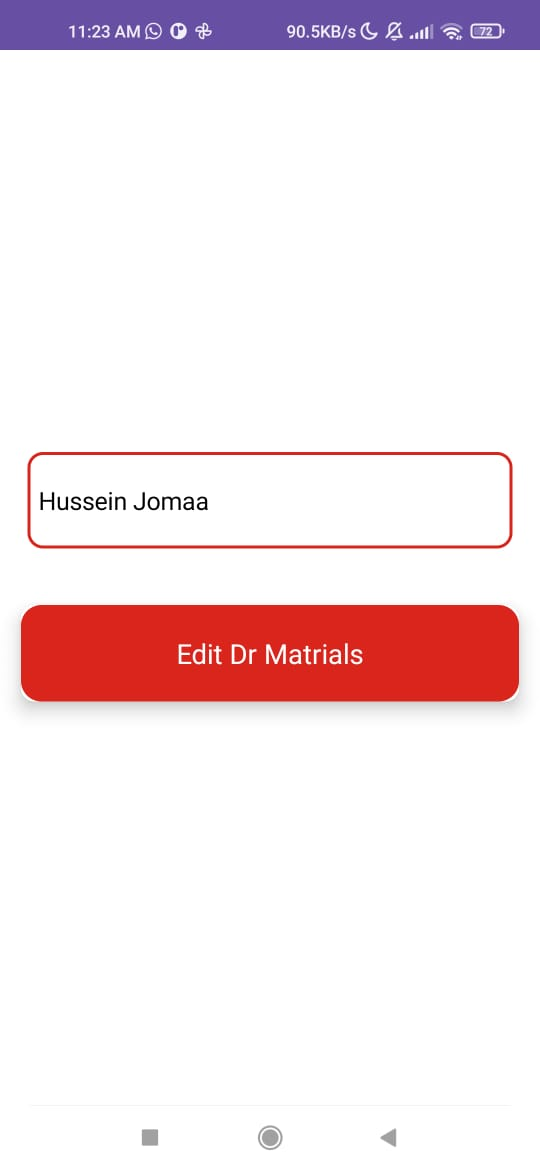 11:23 AM 90.5KB/s 72
Hussein Jomaa
Edit Dr Matrials